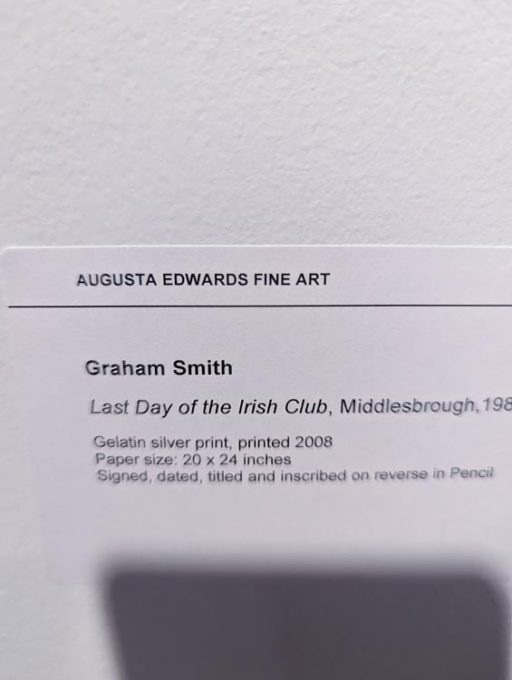 AUGUSTA EDWARDS FINE ART
Graham Smith
Last Day of the Irish Club, Middlesbrough, 198
Gelatin silver print, printed 2008
Paper size: 20 x 24 inches
Signed, dated, titled and inscribed on reverse in Pencil